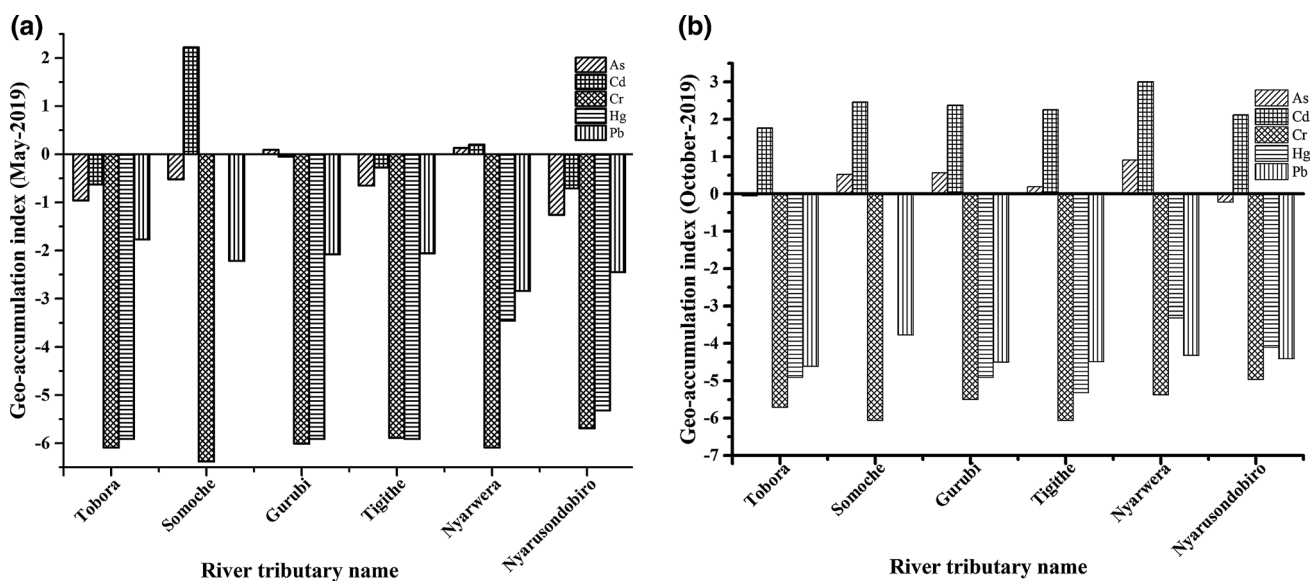 (a)
Geo-accumulation index (May-2019)
2
1
0
-1
-2
-3
-4
-5
-6
As
Cd
Cr
Hg
Pb
Tobora
Somoche
Gurubi
Tigithe
Nyarwera
Nyarusondobiro
River tributary name
(b)
Geo-accumulation index (October-2019)
3
2
1
0
-1
-2
-3
-4
-5
-6
-7
As
Cd
Cr
Hg
Pb
Tobora
Somoche
Gurubi
Tigithe
Nyarwera
Nyarusondobiro
River tributary name